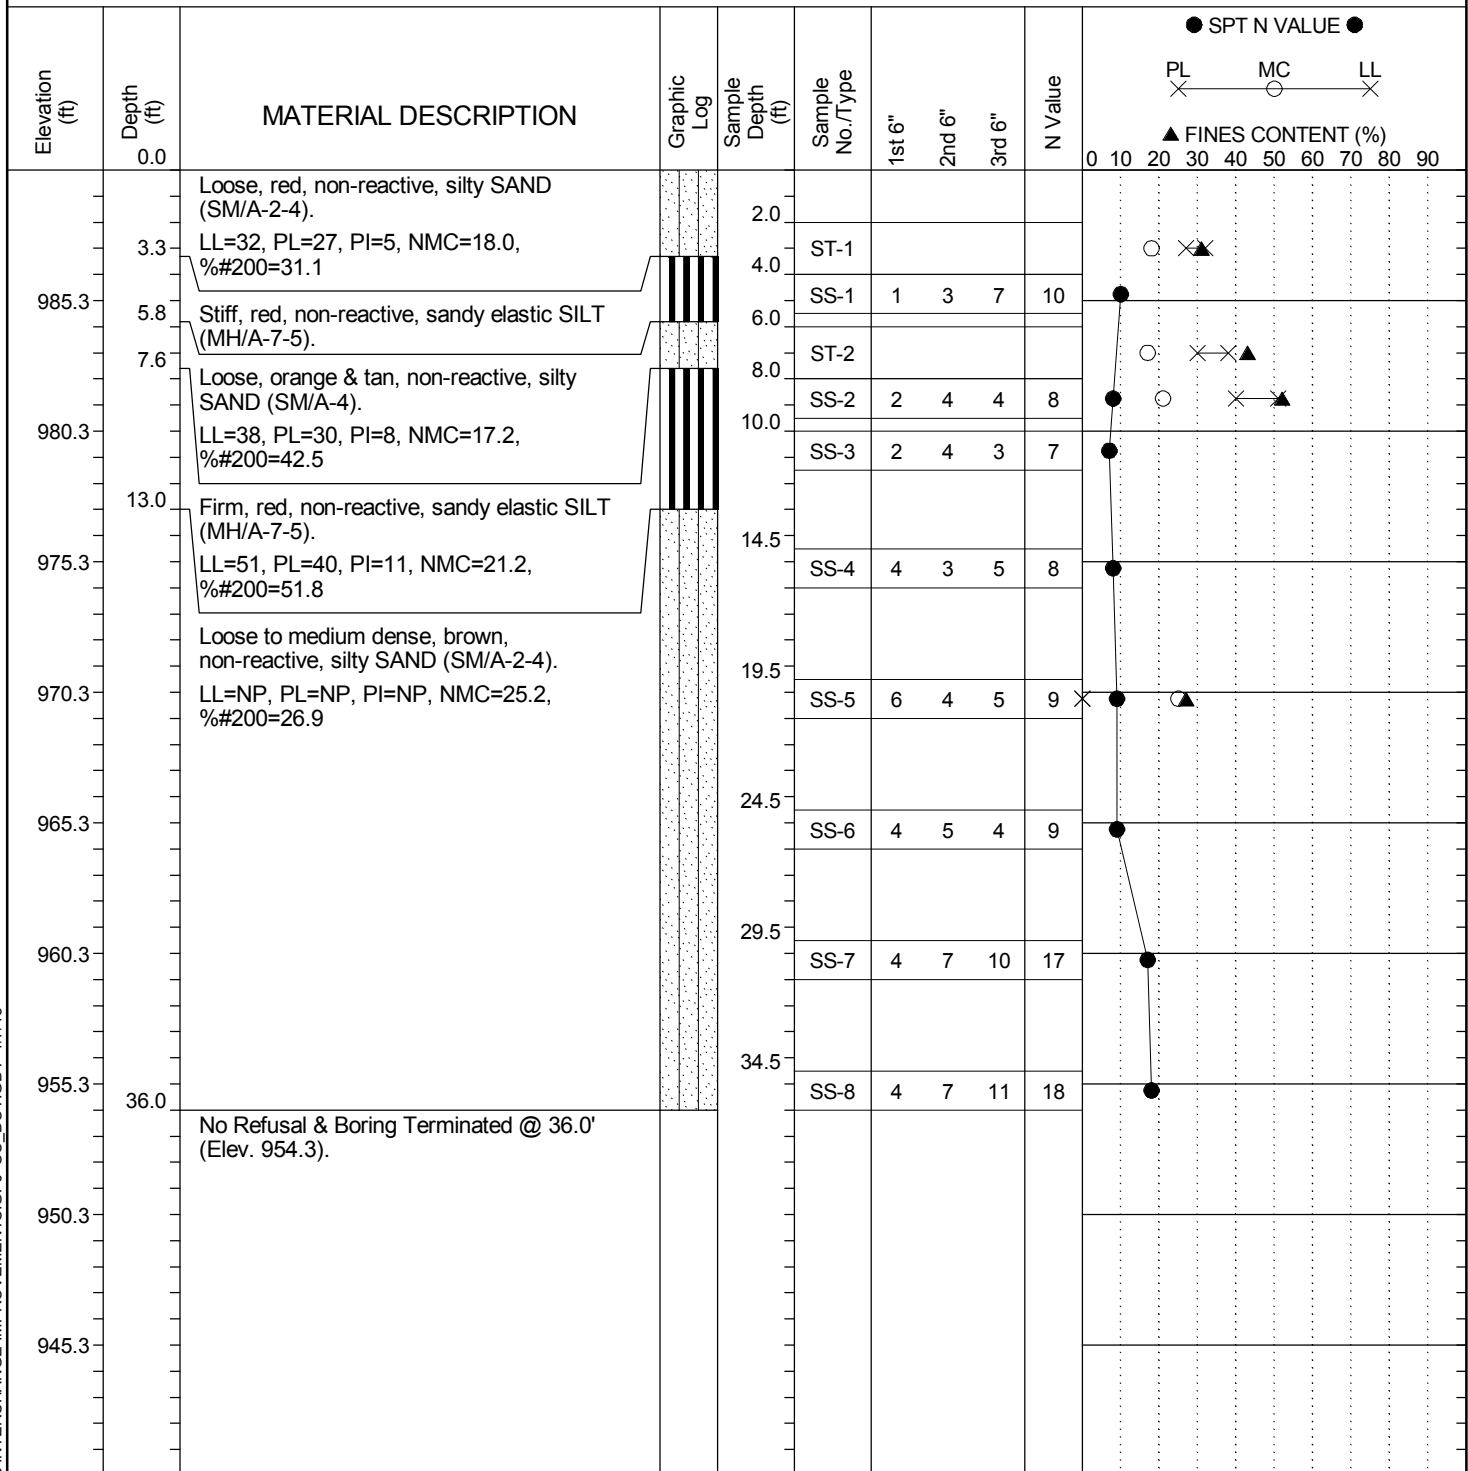 ● SPT N VALUE ●
PL MC LL
▲ FINES CONTENT (%)
0 10 20 30 40 50 60 70 80 90
Elevation
(ft)
Depth
(ft)
0.0
MATERIAL DESCRIPTION
Graphic
Log
Sample
Depth
(ft)
Sample
No./Type
1st 6"
2nd 6"
3rd 6"
N Value
Loose, red, non-reactive, silty SAND
(SM/A-2-4).
LL=32, PL=27, PI=5, NMC=18.0,
%#200=31.1
2.0
3.3
ST-1
4.0
985.3
SS-1 1 3 7 10
5.8
Stiff, red, non-reactive, sandy elastic SILT
(MH/A-7-5).
6.0
7.6
ST-2
8.0
Loose, orange & tan, non-reactive, silty
SAND (SM/A-4).
LL=38, PL=30, PI=8, NMC=17.2,
%#200=42.5
SS-2 2 4 4 8
10.0
980.3
SS-3 2 4 3 7
13.0
Firm, red, non-reactive, sandy elastic SILT
(MH/A-7-5).
LL=51, PL=40, PI=11, NMC=21.2,
%#200=51.8
14.5
975.3
SS-4 4 3 5 8
Loose to medium dense, brown,
non-reactive, silty SAND (SM/A-2-4).
LL=NP, PL=NP, PI=NP, NMC=25.2,
%#200=26.9
19.5
970.3
SS-5 6 4 5 9
24.5
965.3
SS-6 4 5 4 9
29.5
960.3
SS-7 4 7 10 17
34.5
955.3
SS-8 4 7 11 18
36.0
No Refusal & Boring Terminated @ 36.0'
(Elev. 954.3).
950.3
945.3